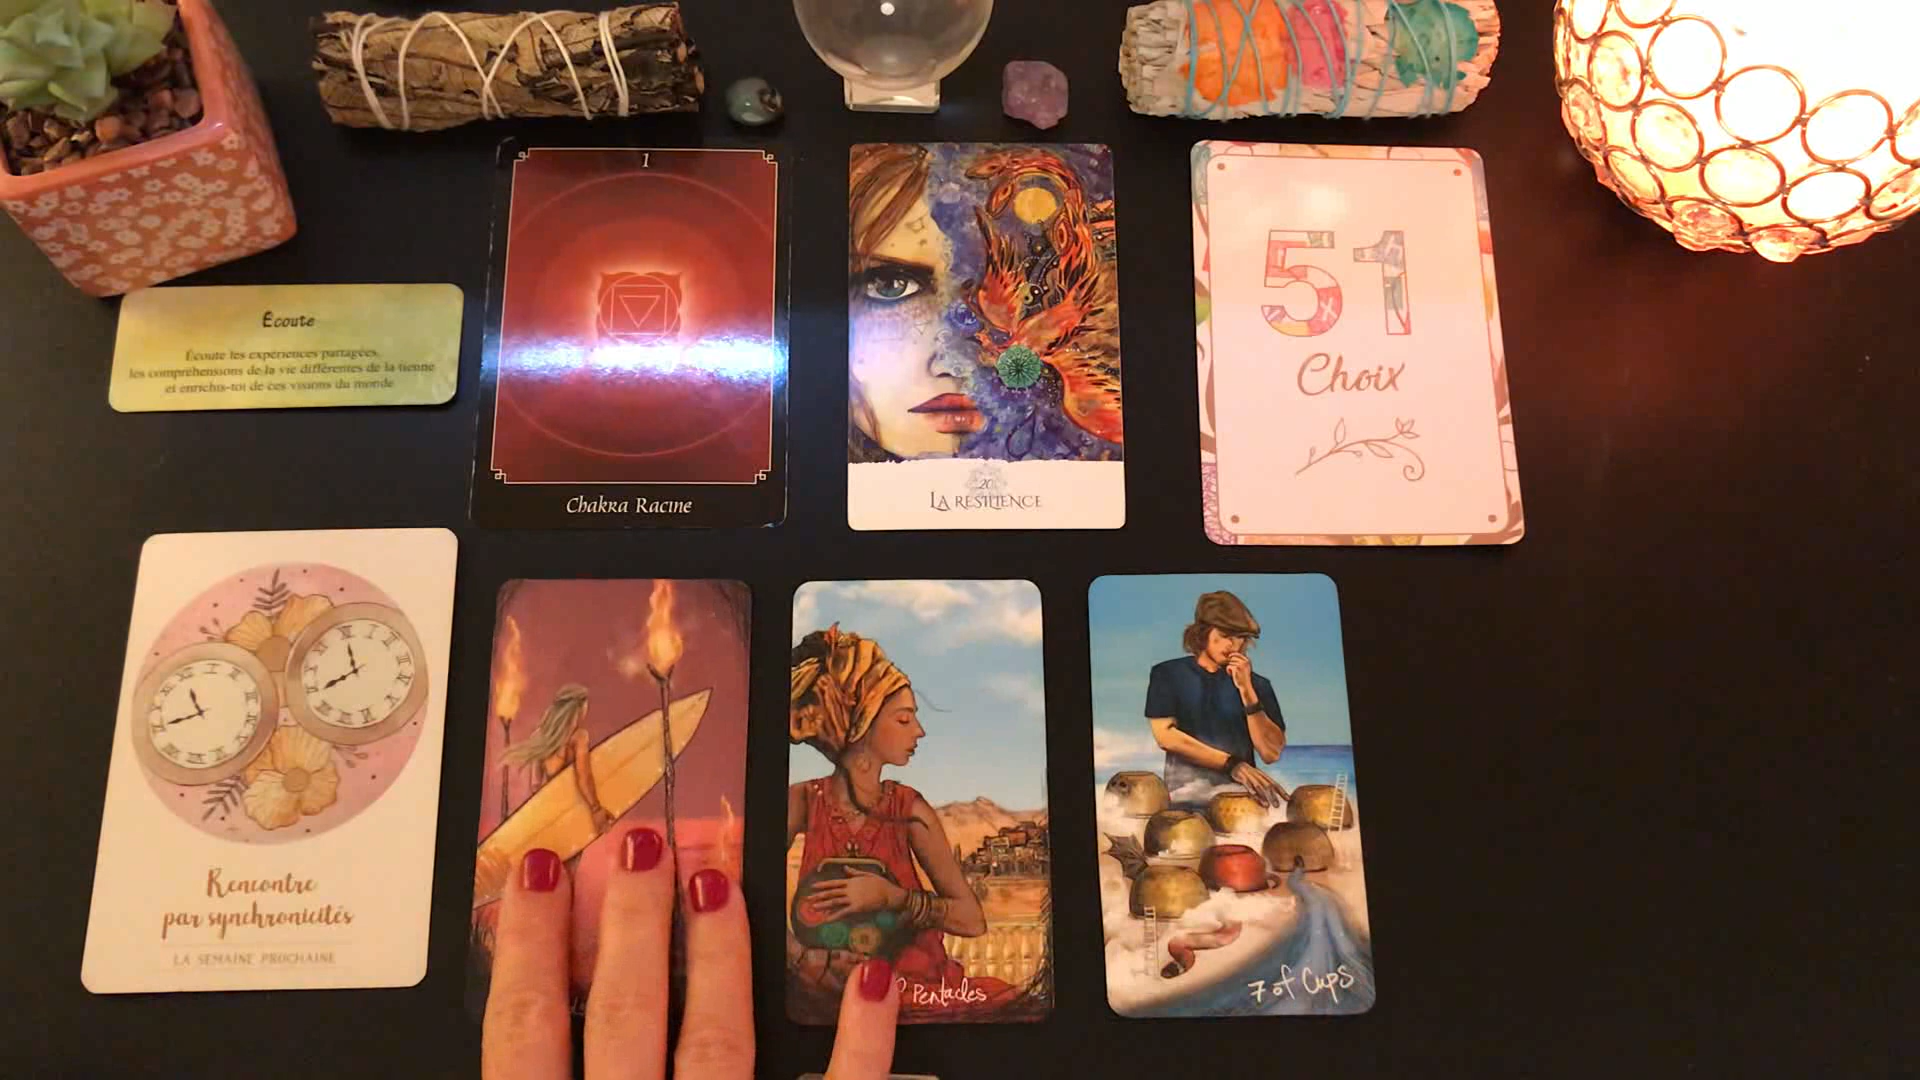 Écoute
Écoute les expériences partagées,
les compréhensions de la vie différentes de la tienne
et enrichis-toi de ces visions du monde
1
Chakra Racine
20
LA RESILIENCE
51
Choix
Rencontre
par synchronicités
LA SEMAINE PROCHAINE
Pentacles
7 of Cups